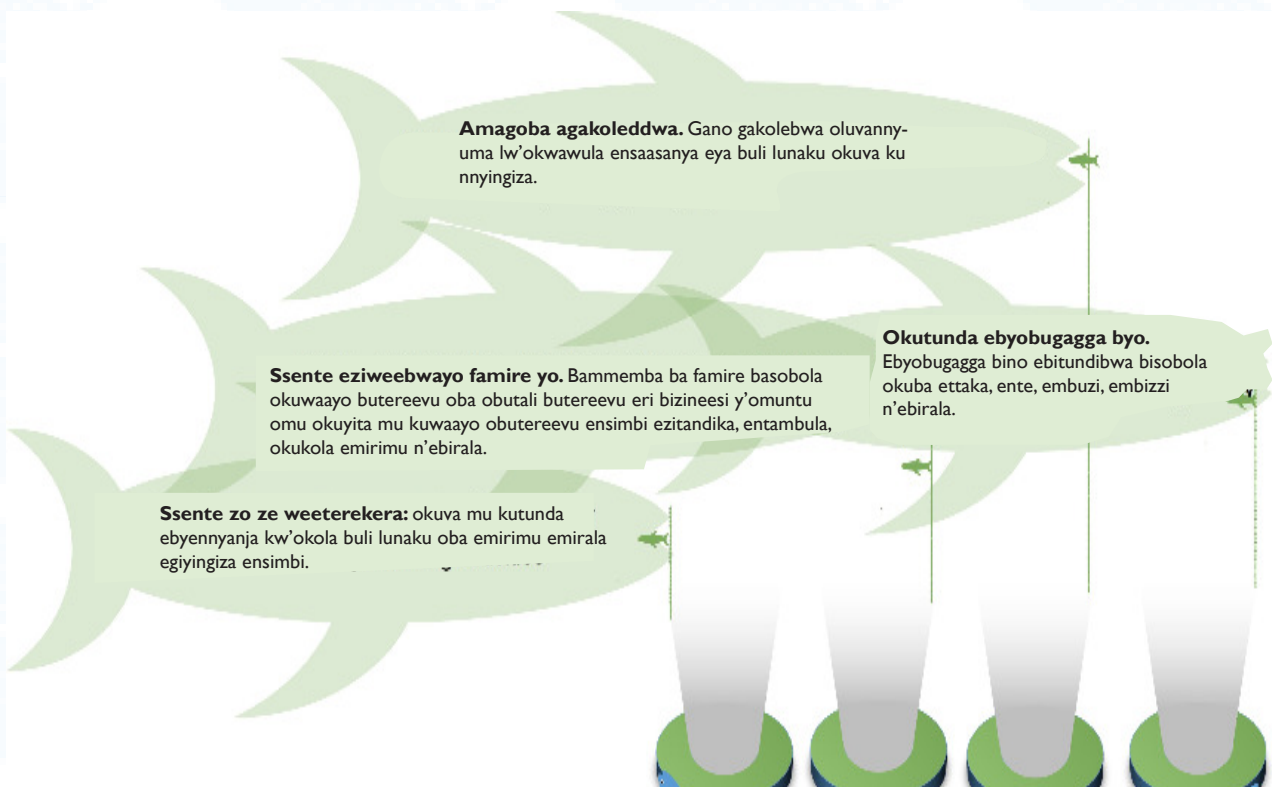 Amagoba agakoleddwa. Gano gakolebwa oluvanny-
uma lw'okwawula ensaasanya eya buli lunaku okuva ku
nnyingiza.
Okutunda ebyobugagga byo.
Ebyobugagga bino ebitundibwa bisobola
okuba ettaka, ente, embuzi, embizzi
n'ebirala.
Ssente eziweebwayo famire yo. Bammemba ba famire basobola
okuwaayo butereevu oba obutali butereevu eri bizineesi y'omuntu
omu okuyita mu kuwaayo obutereevu ensimbi ezitandika, entambula,
okukola emirimu n'ebirala.
Ssente zo ze weeterekera: okuva mu kutunda
ebyennyanja kw'okola buli lunaku oba emirimu emirala
egiyingiza ensimbi.